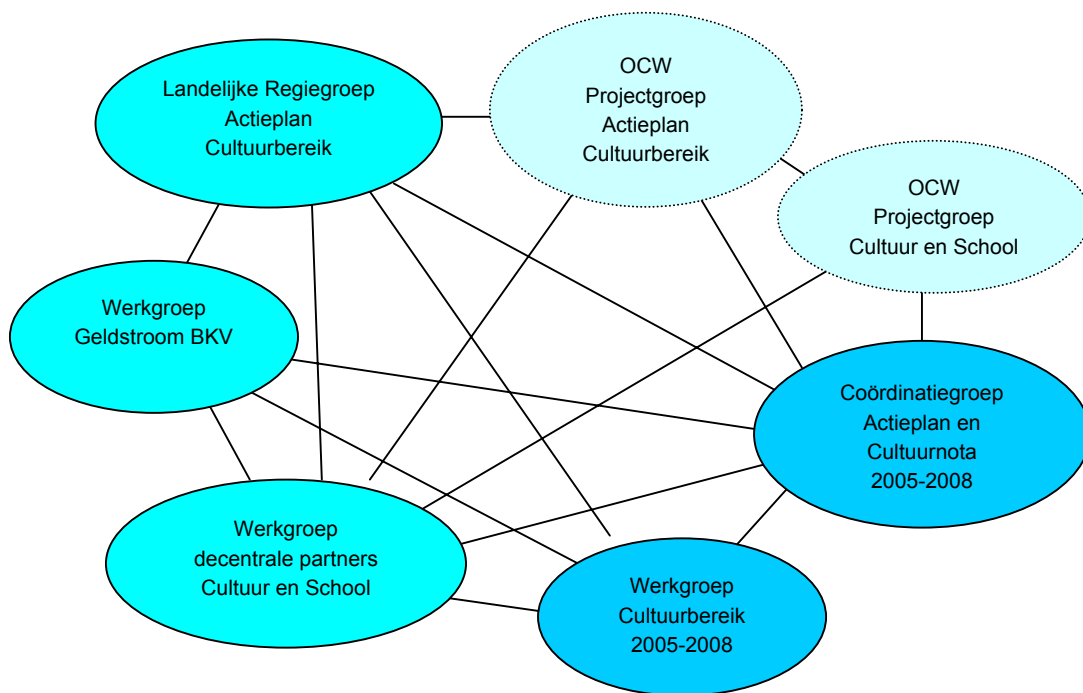 Landelijke Regiegroep
Actieplan
Cultuurbereik
OCW
Projectgroep
Actieplan
Cultuurbereik
OCW
Projectgroep
Cultuur en School
Werkgroep
Geldstroom BKV
Coördinatiegroep
Actieplan en
Cultuurnota
2005-2008
Werkgroep
decentrale partners
Cultuur en School
Werkgroep
Cultuurbereik
2005-2008